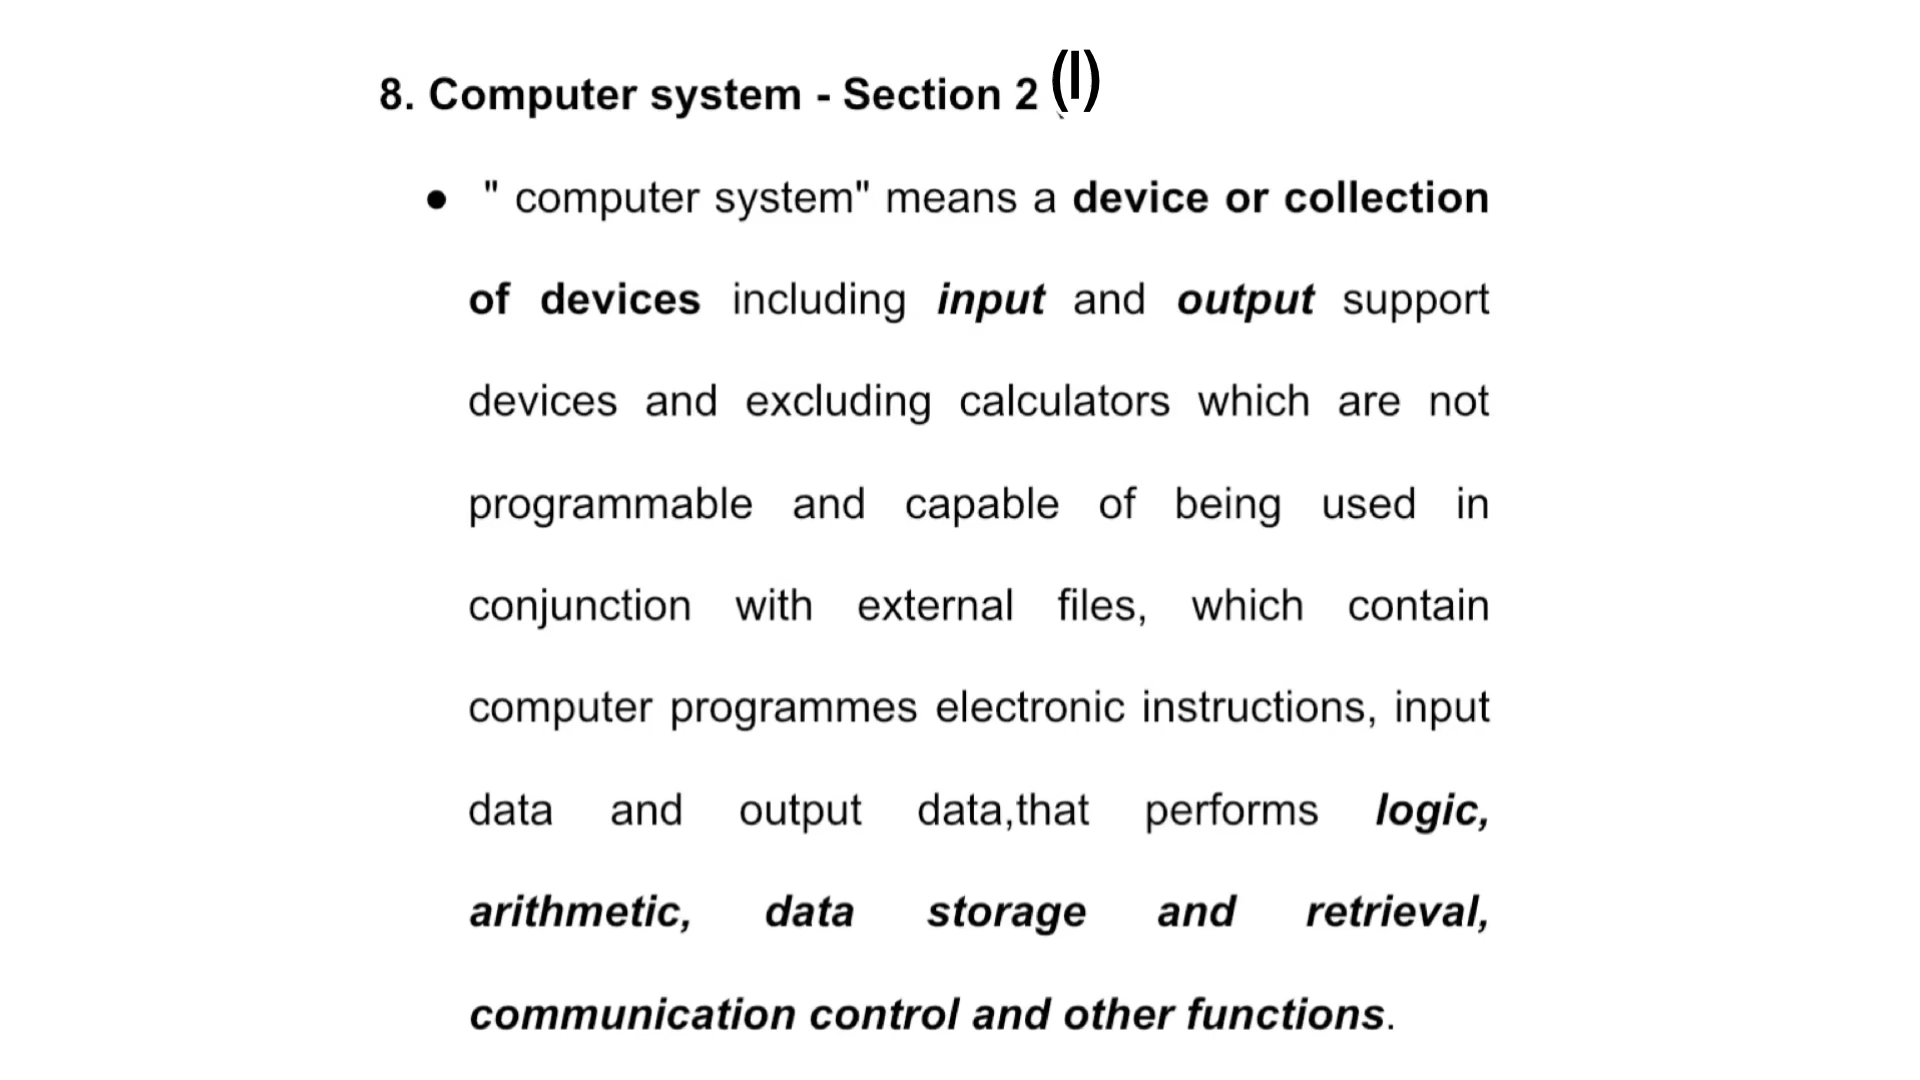 8. Computer system - Section 2 (l)
● " computer system" means a device or collection
of devices including input and output support
devices and excluding calculators which are not
programmable and capable of being used in
conjunction with external files, which contain
computer programmes electronic instructions, input
data and output data,that performs logic,
arithmetic, data storage and retrieval,
communication control and other functions.